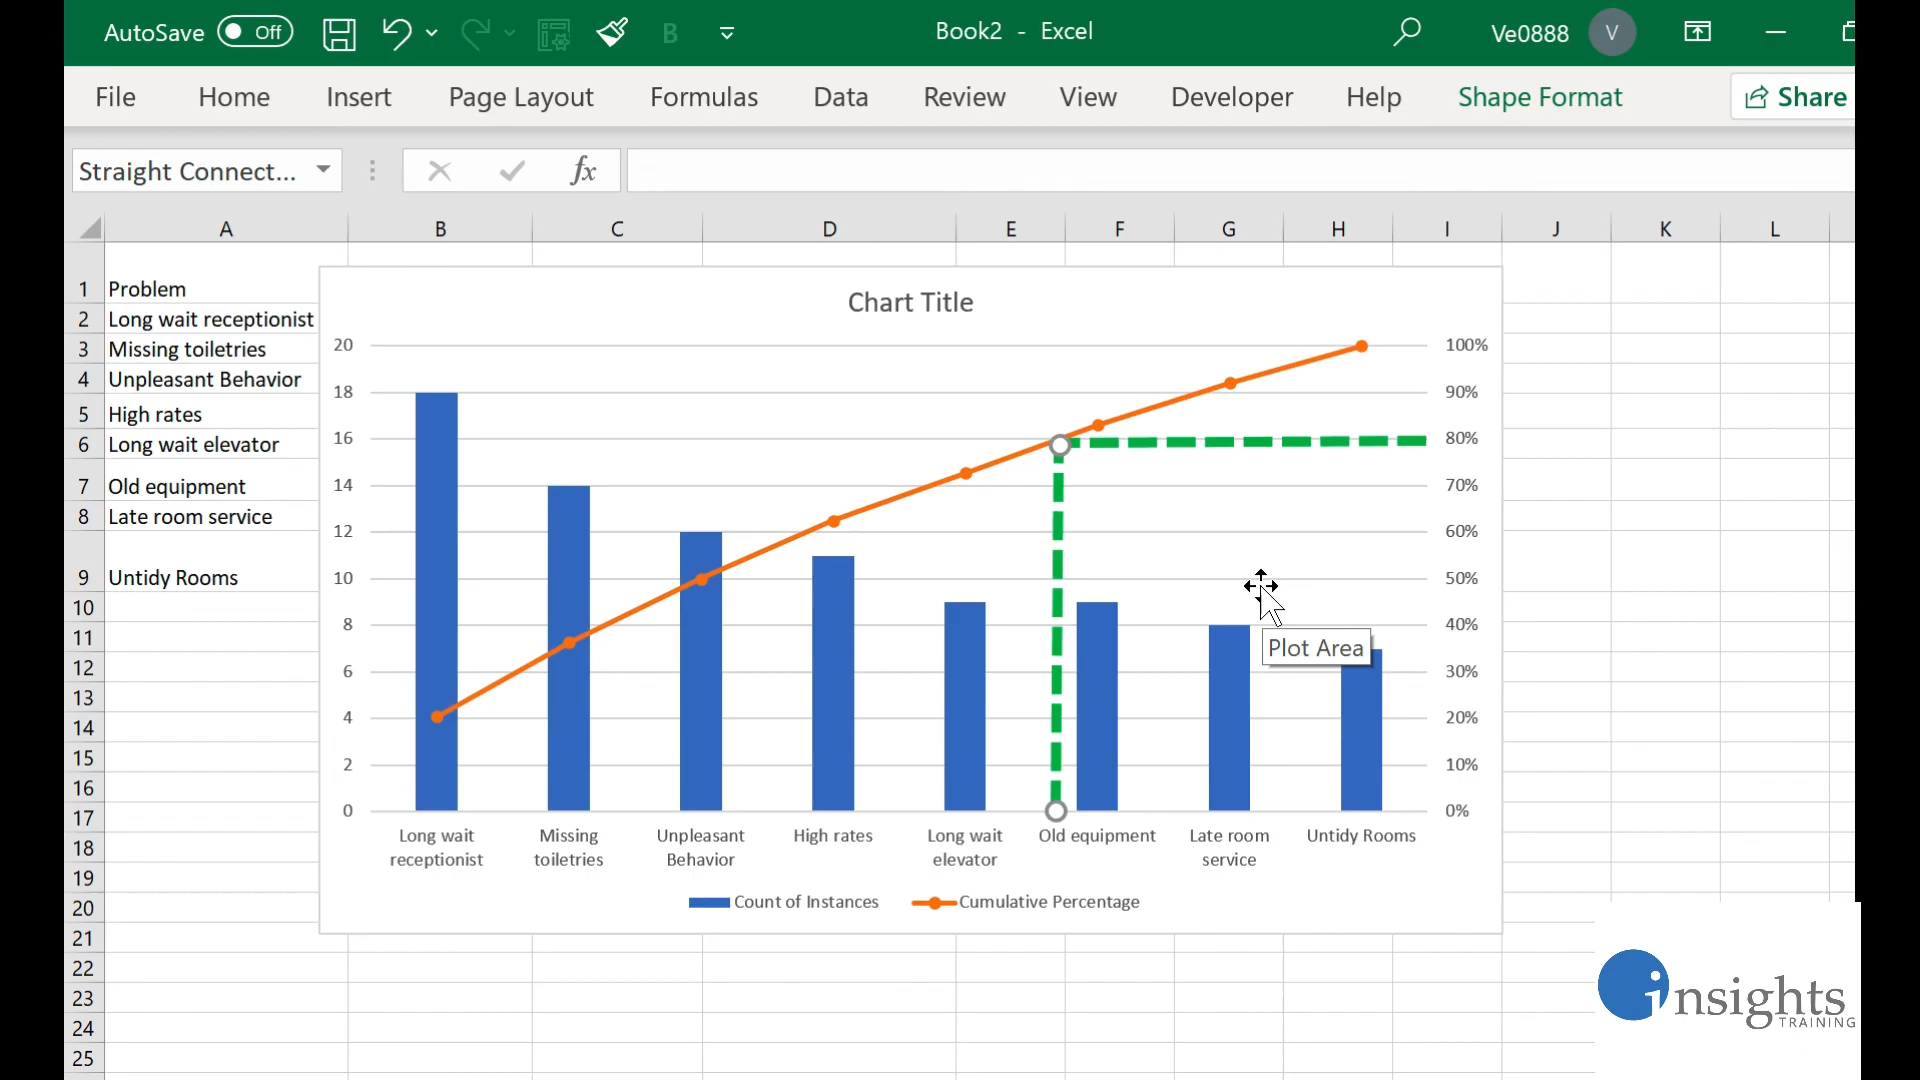 AutoSave Off B Book2 - Excel Ve0888 V
File Home Insert Page Layout Formulas Data Review View Developer Help Shape Format Share
Straight Connect... fx
A B C D E F G H I J K L
1 Problem
2 Long wait receptionist
3 Missing toiletries
4 Unpleasant Behavior
5 High rates
6 Long wait elevator
7 Old equipment
8 Late room service
9 Untidy Rooms
10
11
12
13
14
15
16
17
18
19
20
21
22
23
24
25
Chart Title
20 100%
18 90%
16 80%
14 70%
12 60%
10 50%
8 40%
6 30%
4 20%
2 10%
0 0%
Plot Area
Long wait receptionist
Missing toiletries
Unpleasant Behavior
High rates
Long wait elevator
Old equipment
Late room service
Untidy Rooms
Count of Instances Cumulative Percentage
insights
TRAINING